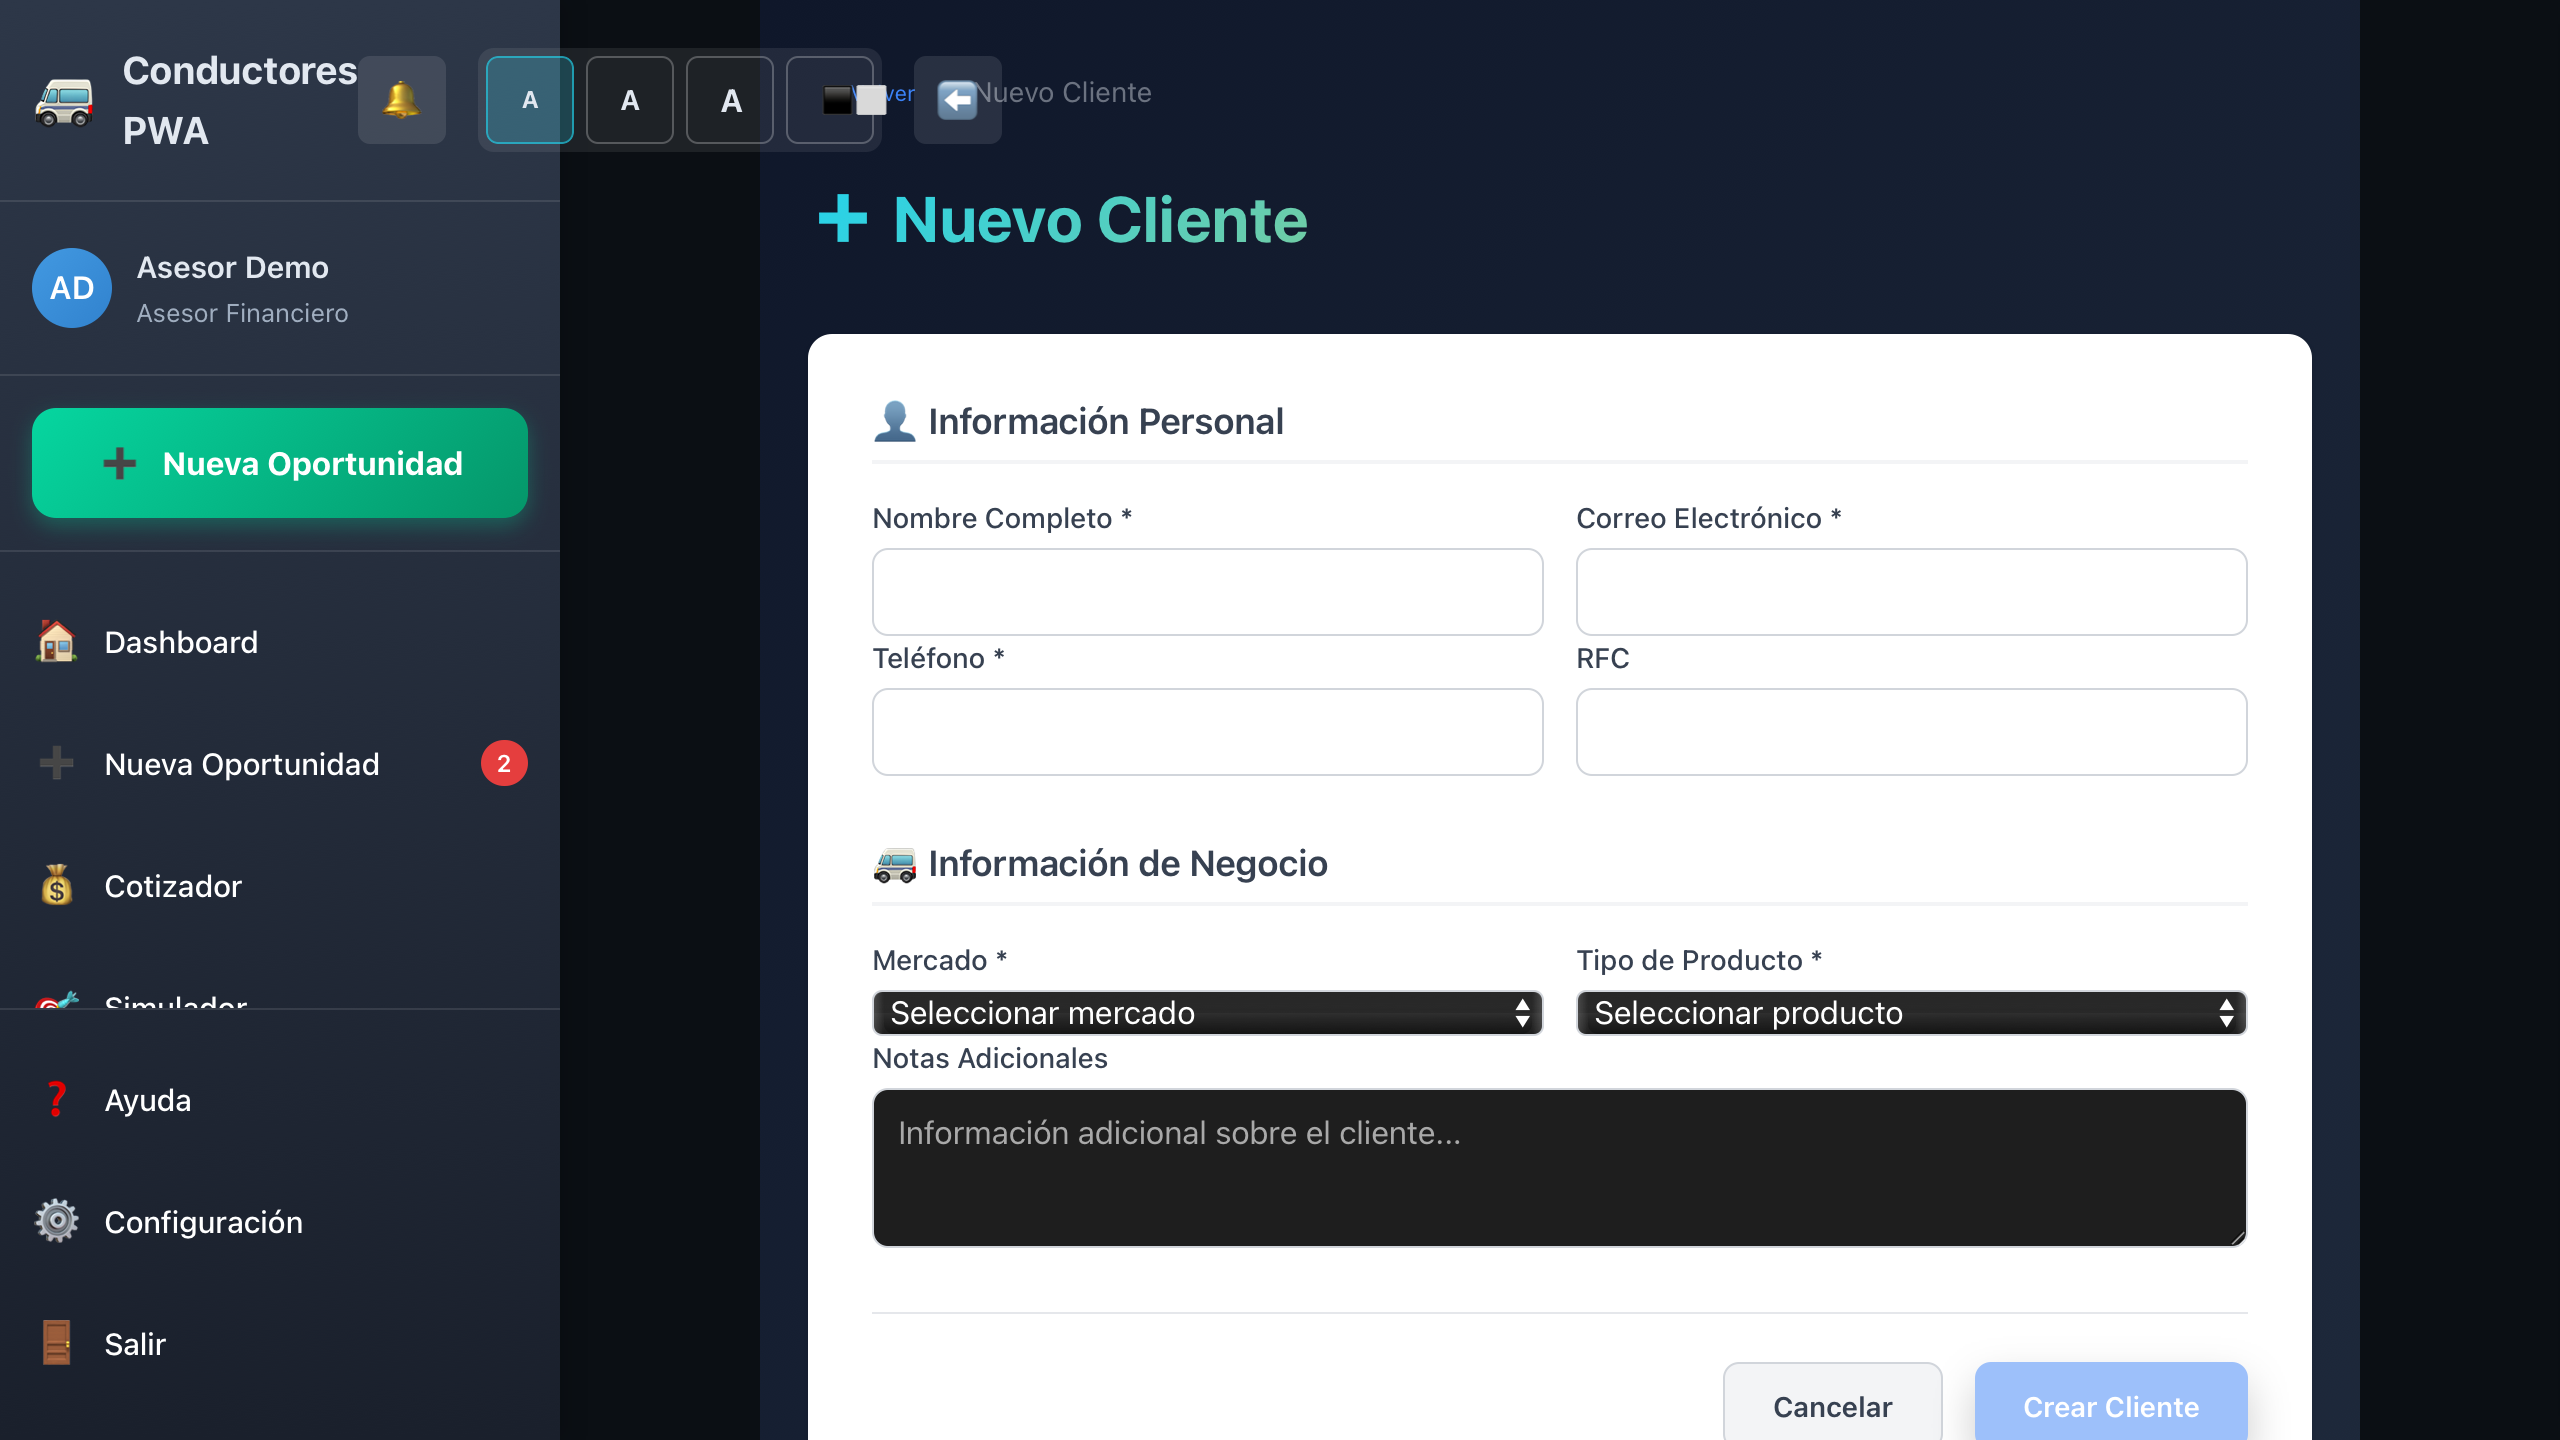 Conductores
PWA
A
A
A
Nuevo Cliente
AD
Asesor Demo
Asesor Financiero
Nueva Oportunidad
Dashboard
Nueva Oportunidad
2
Cotizador
Simulador
Ayuda
Configuración
Salir
Nuevo Cliente
Información Personal
Nombre Completo *
Correo Electrónico *
Teléfono *
RFC
Información de Negocio
Mercado *
Tipo de Producto *
Seleccionar mercado
Seleccionar producto
Notas Adicionales
Información adicional sobre el cliente...
Cancelar
Crear Cliente